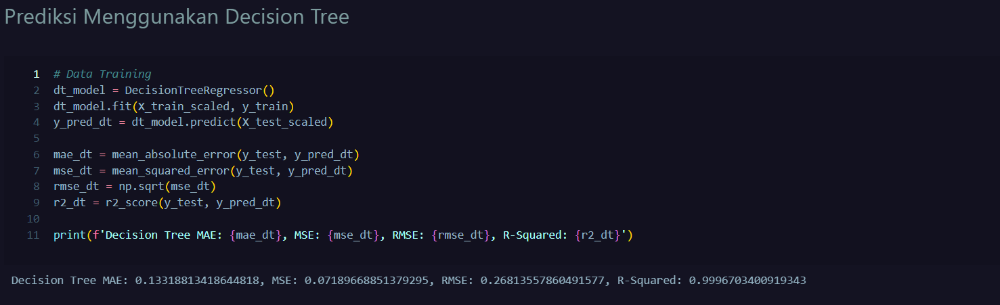 Prediksi Menggunakan Decision Tree
1 # Data Training
2 dt_model = DecisionTreeRegressor()
3 dt_model.fit(X_train_scaled, y_train)
4 y_pred_dt = dt_model.predict(X_test_scaled)
5
6 mae_dt = mean_absolute_error(y_test, y_pred_dt)
7 mse_dt = mean_squared_error(y_test, y_pred_dt)
8 rmse_dt = np.sqrt(mse_dt)
9 r2_dt = r2_score(y_test, y_pred_dt)
10
11 print(f'Decision Tree MAE: {mae_dt}, MSE: {mse_dt}, RMSE: {rmse_dt}, R-Squared: {r2_dt}')
Decision Tree MAE: 0.13318813418644818, MSE: 0.07189668851379295, RMSE: 0.26813557860491577, R-Squared: 0.9996703400919343